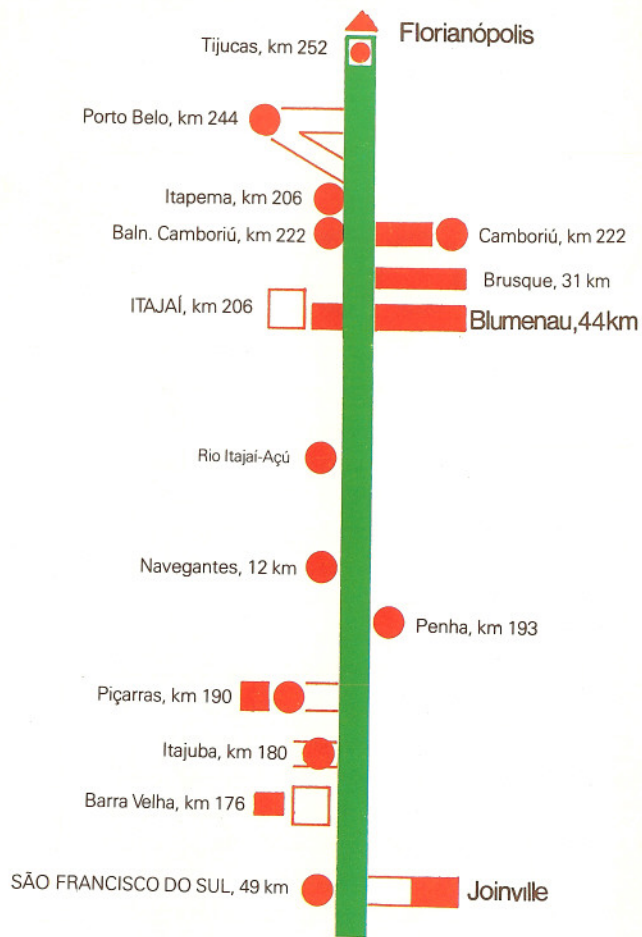 Florianópolis
Tijucas, km 252
Porto Belo, km 244
Itapema, km 206
Baln. Camboriú, km 222
Camboriú, km 222
Brusque, 31 km
ITAJAÍ, km 206
Blumenau,44km
Rio Itajaí-Açú
Navegantes, 12 km
Penha, km 193
Piçarras, km 190
Itajuba, km 180
Barra Velha, km 176
SÃO FRANCISCO DO SUL, 49 km
Joinville